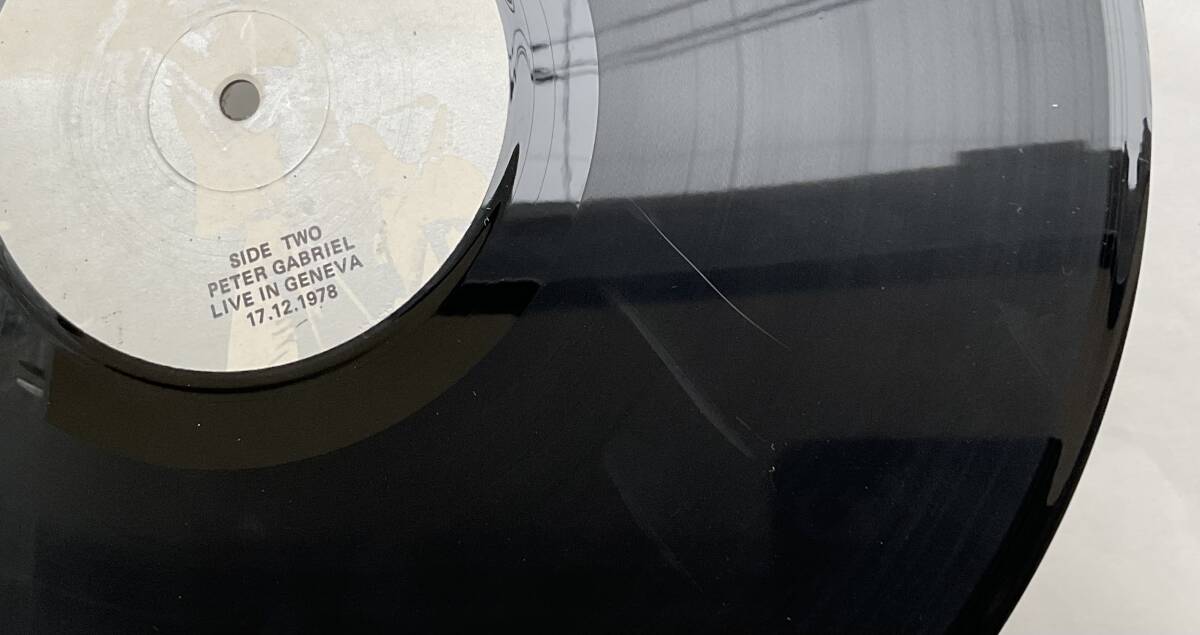 SIDE TWO
PETER GABRIEL
LIVE IN GENEVA
17.12.1978